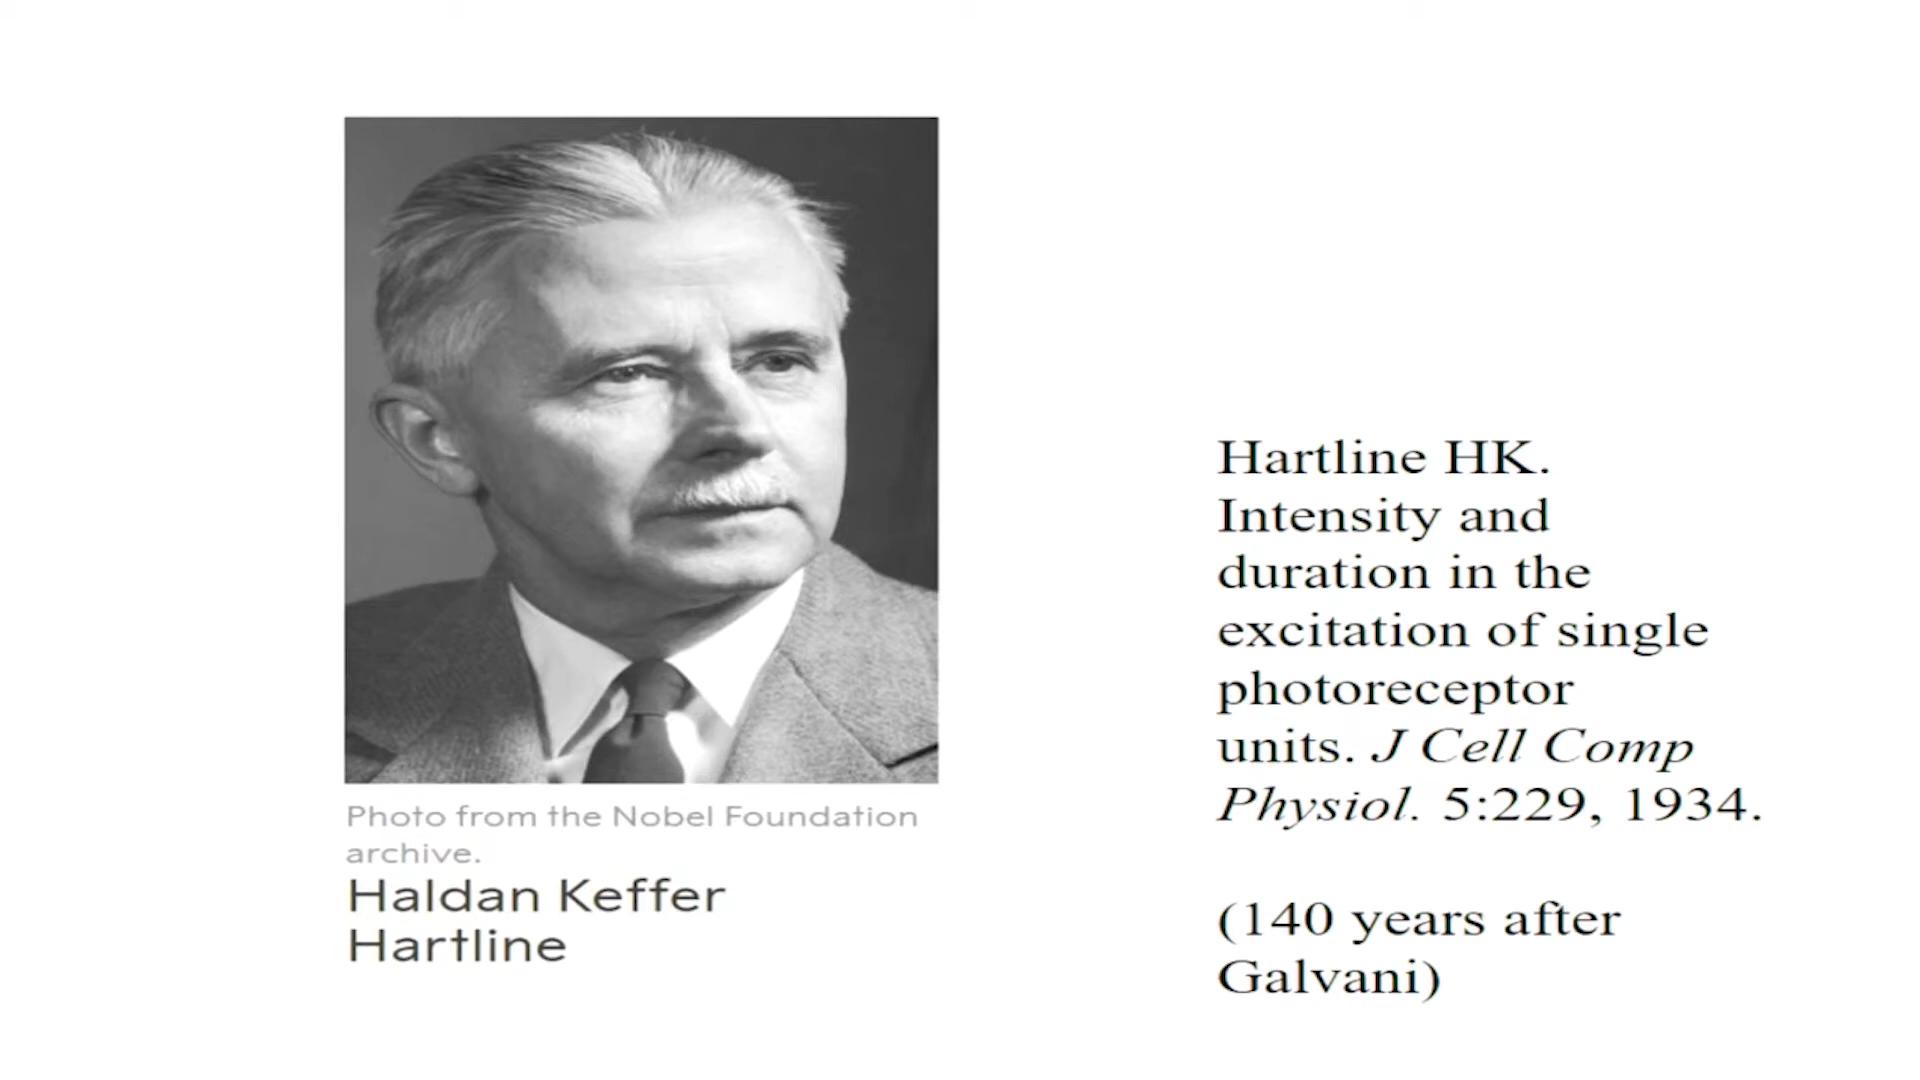 Photo from the Nobel Foundation
archive.
Haldan Keffer
Hartline
Hartline HK.
Intensity and
duration in the
excitation of single
photoreceptor
units. J Cell Comp
Physiol. 5:229, 1934.
(140 years after
Galvani)